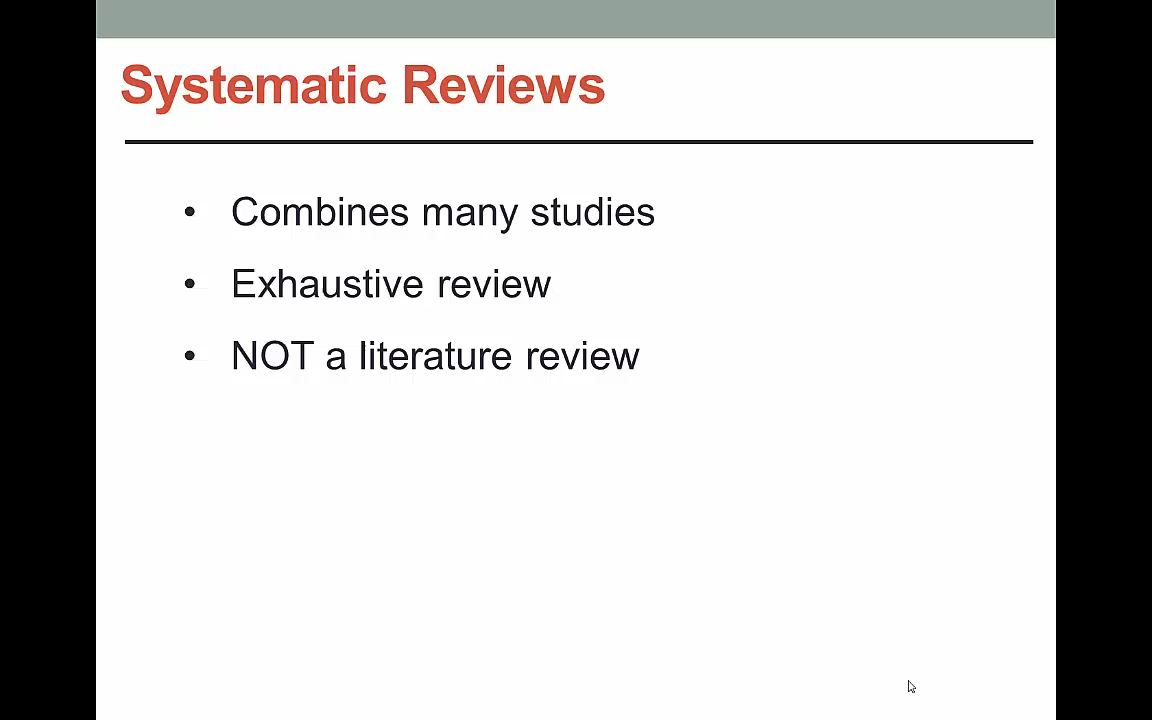 Systematic Reviews
• Combines many studies
• Exhaustive review
• NOT a literature review